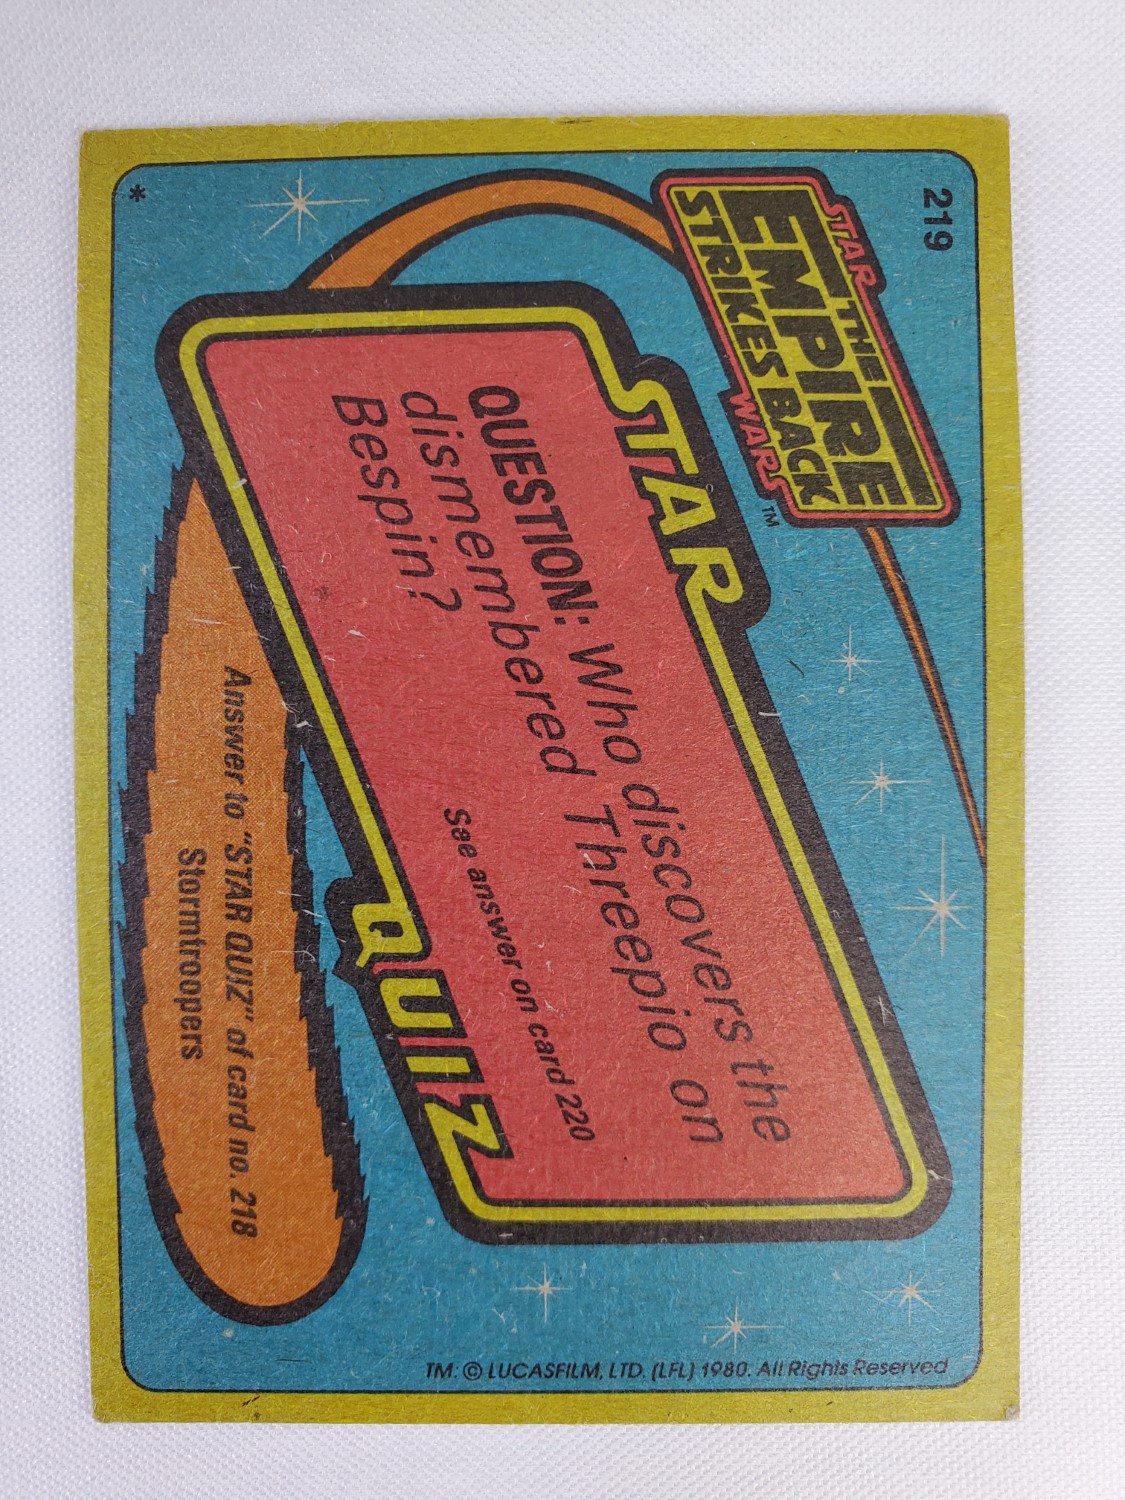 219
STAR
THE
EMPIRE
STRIKES BACK
WARS™
STAR
QUESTION: Who discovers the
dismembered Threepio on
Bespin?
See answer on card 220
QUIZ
Answer to "STAR QUIZ" of card no. 218
Stormtroopers
*
TM: © LUCASFILM, LTD. (LFL) 1980. All Rights Reserved